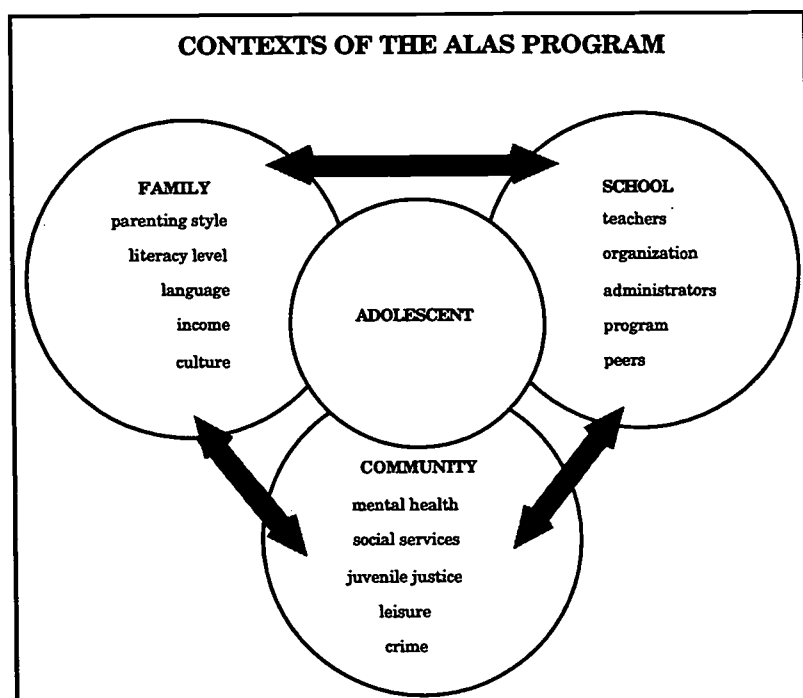 CONTEXTS OF THE ALAS PROGRAM
FAMILY
parenting style
literacy level
language
income
culture
SCHOOL
teachers
organization
administrators
program
peers
ADOLESCENT
COMMUNITY
mental health
social services
juvenile justice
leisure
crime